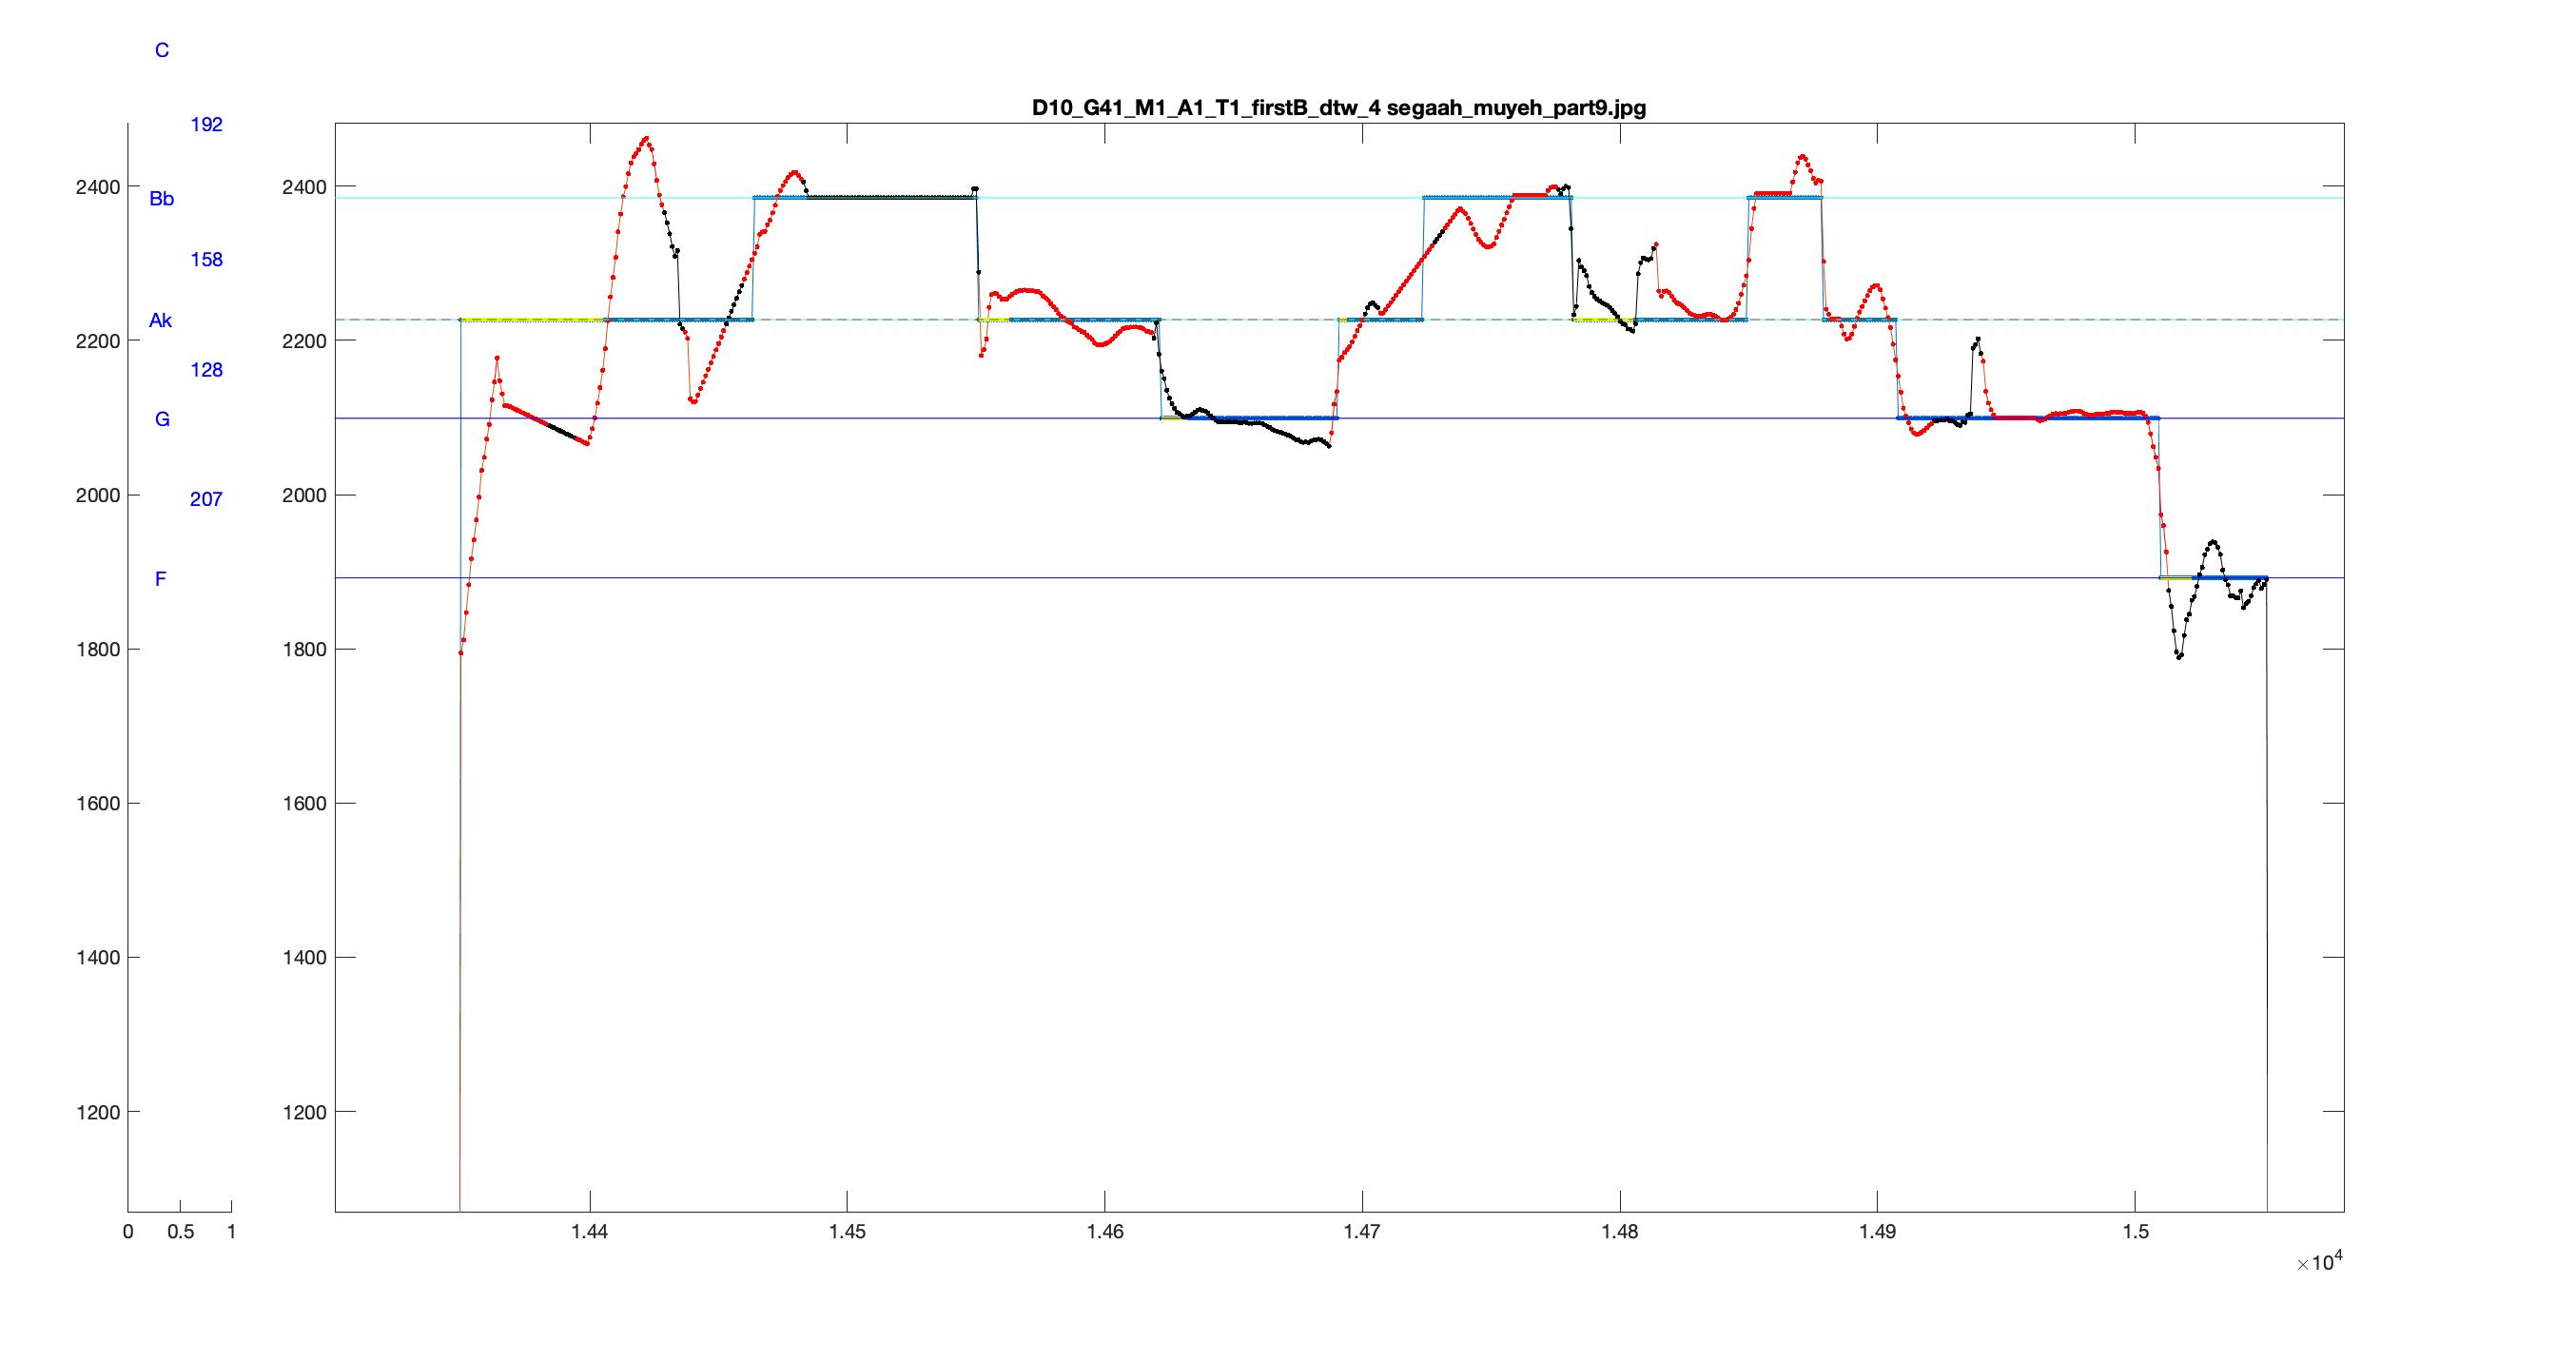 C
D10_G41_M1_A1_T1_firstB_dtw_4 segaah_muyeh_part9.jpg
192
2400 Bb 2400
158
Ak
2200 2200
128
G
2000 207 2000
F
1800 1800
1600 1600
1400 1400
1200 1200
0 0.5 1 1.44 1.45 1.46 1.47 1.48 1.49 1.5
×10⁴